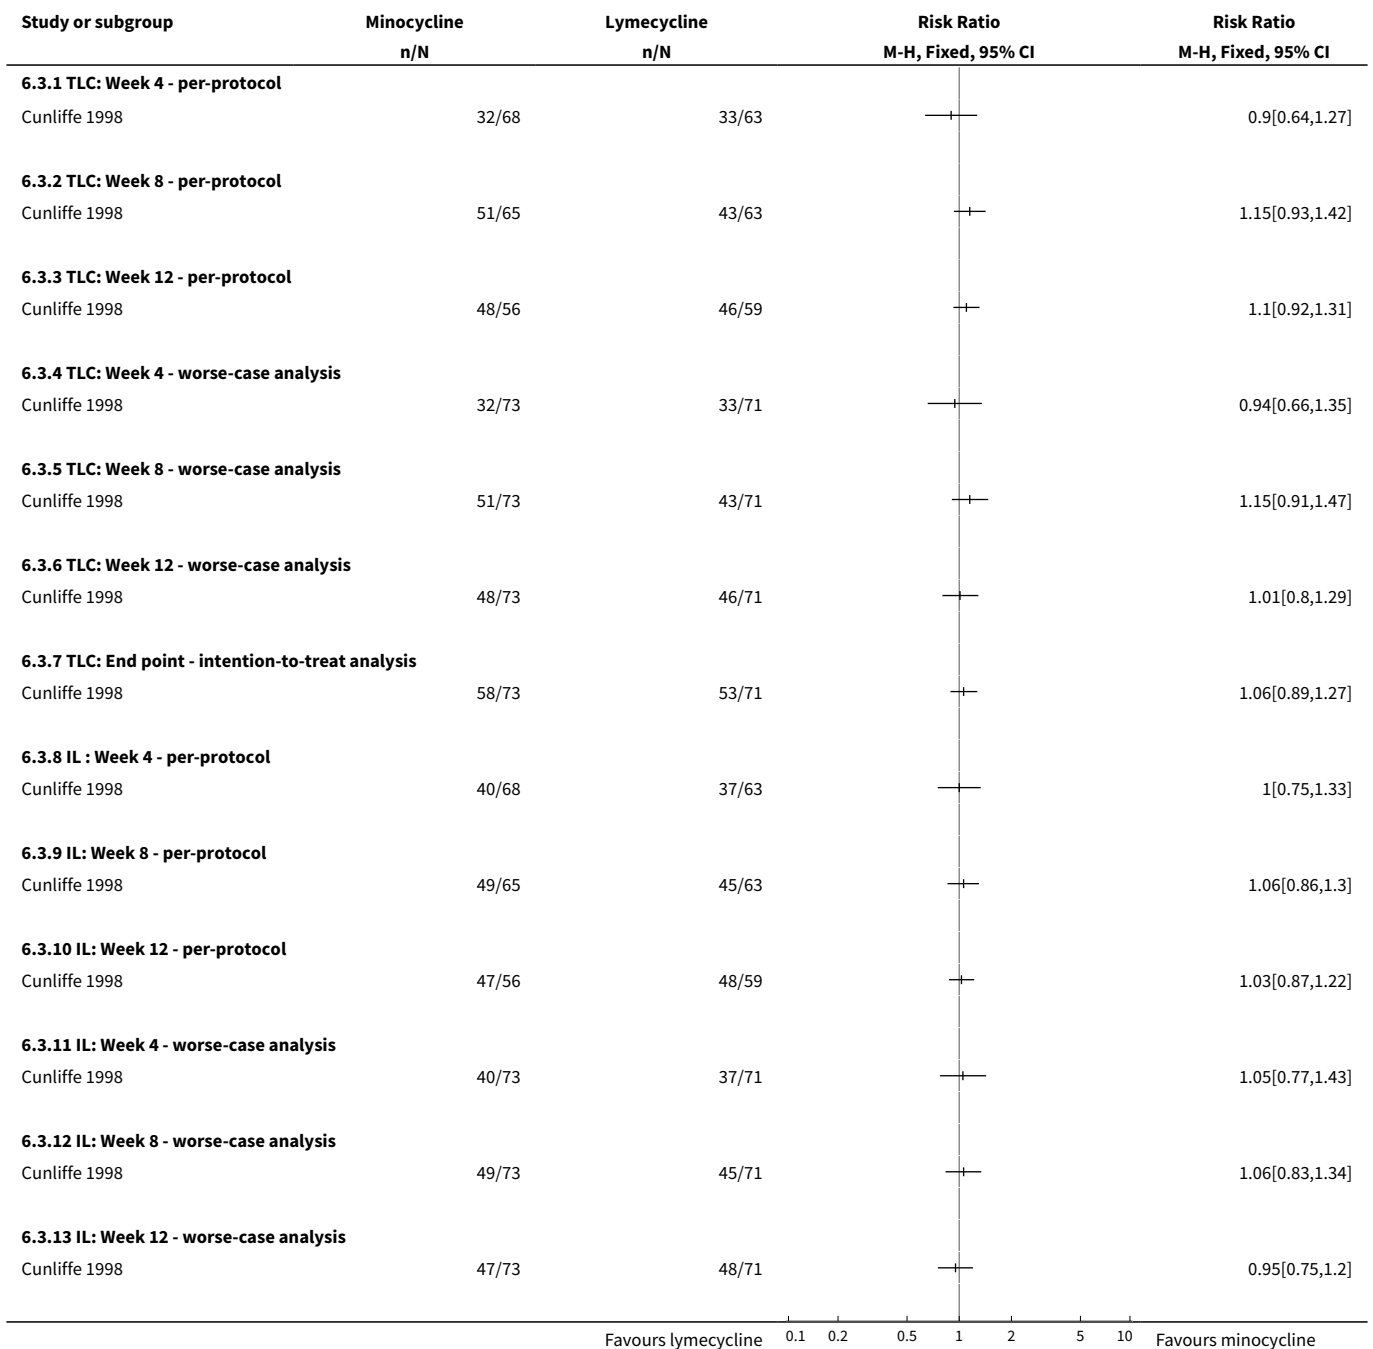 Study or subgroup Minocycline Lymecycline Risk Ratio Risk Ratio
n/N n/N M-H, Fixed, 95% CI M-H, Fixed, 95% CI
6.3.1 TLC: Week 4 - per-protocol
Cunliffe 1998 32/68 33/63 0.9[0.64,1.27]
6.3.2 TLC: Week 8 - per-protocol
Cunliffe 1998 51/65 43/63 1.15[0.93,1.42]
6.3.3 TLC: Week 12 - per-protocol
Cunliffe 1998 48/56 46/59 1.1[0.92,1.31]
6.3.4 TLC: Week 4 - worse-case analysis
Cunliffe 1998 32/73 33/71 0.94[0.66,1.35]
6.3.5 TLC: Week 8 - worse-case analysis
Cunliffe 1998 51/73 43/71 1.15[0.91,1.47]
6.3.6 TLC: Week 12 - worse-case analysis
Cunliffe 1998 48/73 46/71 1.01[0.8,1.29]
6.3.7 TLC: End point - intention-to-treat analysis
Cunliffe 1998 58/73 53/71 1.06[0.89,1.27]
6.3.8 IL : Week 4 - per-protocol
Cunliffe 1998 40/68 37/63 1[0.75,1.33]
6.3.9 IL: Week 8 - per-protocol
Cunliffe 1998 49/65 45/63 1.06[0.86,1.3]
6.3.10 IL: Week 12 - per-protocol
Cunliffe 1998 47/56 48/59 1.03[0.87,1.22]
6.3.11 IL: Week 4 - worse-case analysis
Cunliffe 1998 40/73 37/71 1.05[0.77,1.43]
6.3.12 IL: Week 8 - worse-case analysis
Cunliffe 1998 49/73 45/71 1.06[0.83,1.34]
6.3.13 IL: Week 12 - worse-case analysis
Cunliffe 1998 47/73 48/71 0.95[0.75,1.2]
Favours lymecycline 0.1 0.2 0.5 1 2 5 10 Favours minocycline